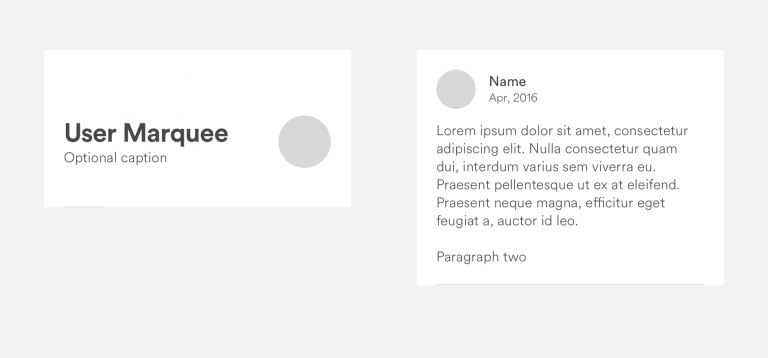 User Marquee
Optional caption
Name
Apr, 2016
Lorem ipsum dolor sit amet, consectetur
adipiscing elit. Nulla consectetur quam
dui, interdum varius sem viverra eu.
Praesent pellentesque ut ex at eleifend.
Praesent neque magna, efficitur eget
feugiat a, auctor id leo.
Paragraph two